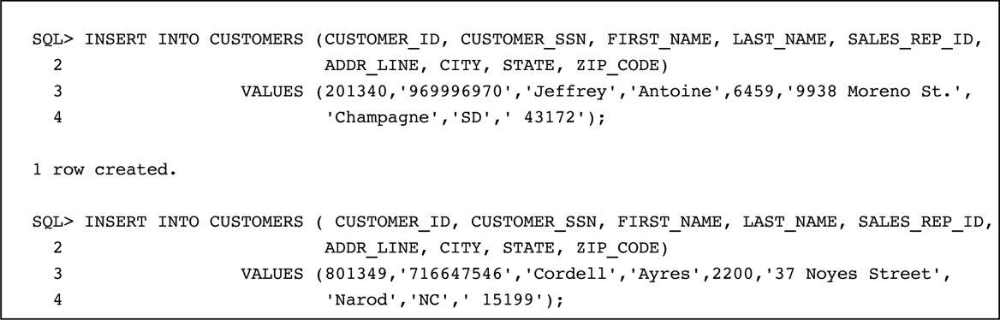 SQL> INSERT INTO CUSTOMERS (CUSTOMER_ID, CUSTOMER_SSN, FIRST_NAME, LAST_NAME, SALES_REP_ID,
2 ADDR_LINE, CITY, STATE, ZIP_CODE)
3 VALUES (201340,'969996970','Jeffrey','Antoine',6459,'9938 Moreno St.',
4 'Champagne','SD',' 43172');
1 row created.
SQL> INSERT INTO CUSTOMERS ( CUSTOMER_ID, CUSTOMER_SSN, FIRST_NAME, LAST_NAME, SALES_REP_ID,
2 ADDR_LINE, CITY, STATE, ZIP_CODE)
3 VALUES (801349,'716647546','Cordell','Ayres',2200,'37 Noyes Street',
4 'Narod','NC',' 15199');